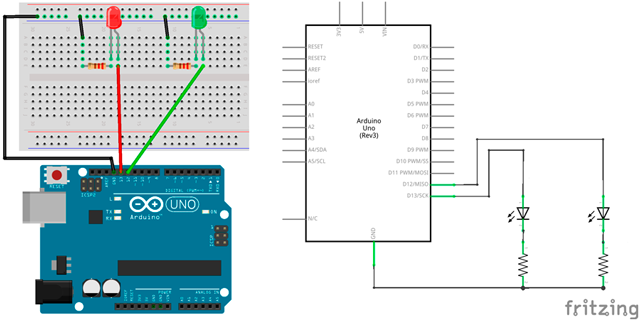 RESET
ICSP2
L
TX
RX
Arduino
UNO
ON
ICSP
DIGITAL (PWM~)
POWER
ANALOG IN
3V3
5V
VIN
RESET
RESET2
AREF
ioref
A0
A1
A2
A3
A4/SDA
A5/SCL
N/C
Arduino
Uno
(Rev3)
D0/RX
D1/TX
D2
D3 PWM
D4
D5 PWM
D6 PWM
D7
D8
D9 PWM
D10 PWM/SS
D11 PWM/MOSI
D12/MISO
D13/SCK
GND
fritzing